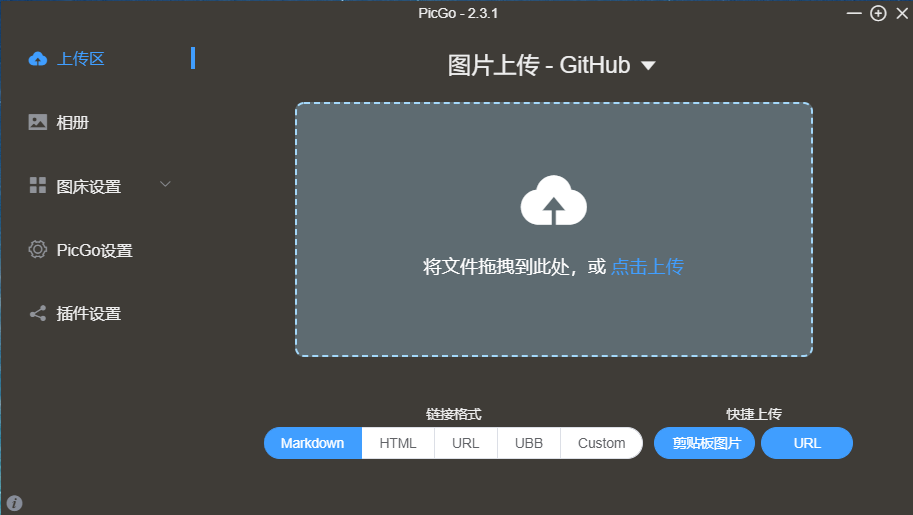 PicGo - 2.3.1
上传区
相册
图床设置
PicGo设置
插件设置
图片上传 - GitHub
将文件拖拽到此处，或 点击上传
链接格式
Markdown HTML URL UBB Custom
快捷上传
剪贴板图片 URL